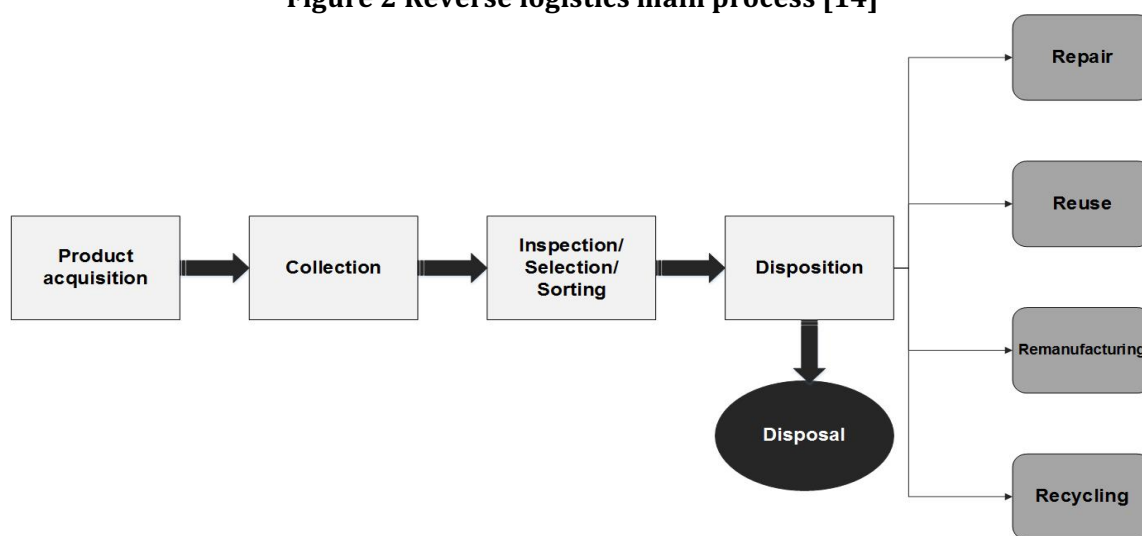 Figure 2 Reverse logistics main process [14]
Repair
Reuse
Product
acquisition
Collection
Inspection/
Selection/
Sorting
Disposition
Remanufacturing
Disposal
Recycling